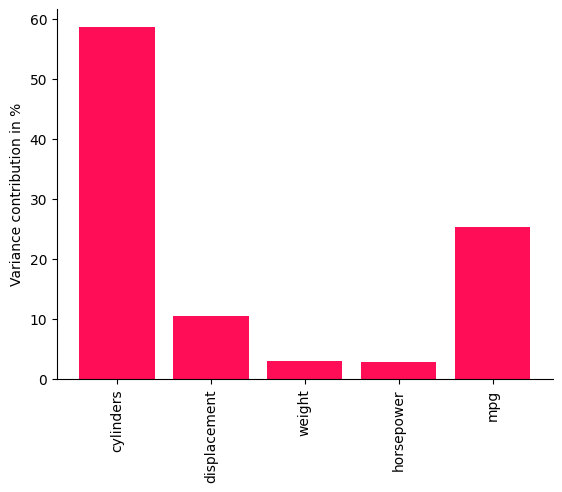 Variance contribution in %
60
50
40
30
20
10
0
cylinders
displacement
weight
horsepower
mpg